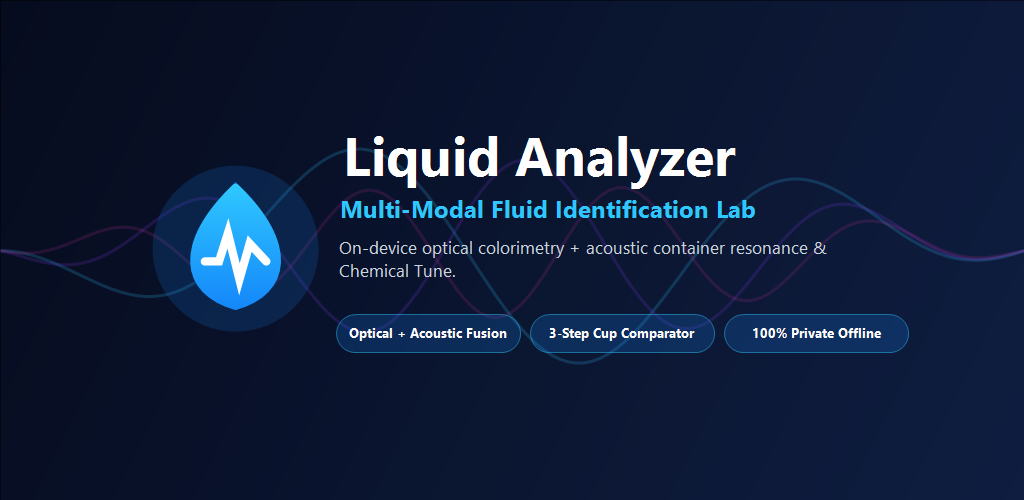 Liquid Analyzer
Multi-Modal Fluid Identification Lab
On-device optical colorimetry + acoustic container resonance &
Chemical Tune.
Optical + Acoustic Fusion
3-Step Cup Comparator
100% Private Offline